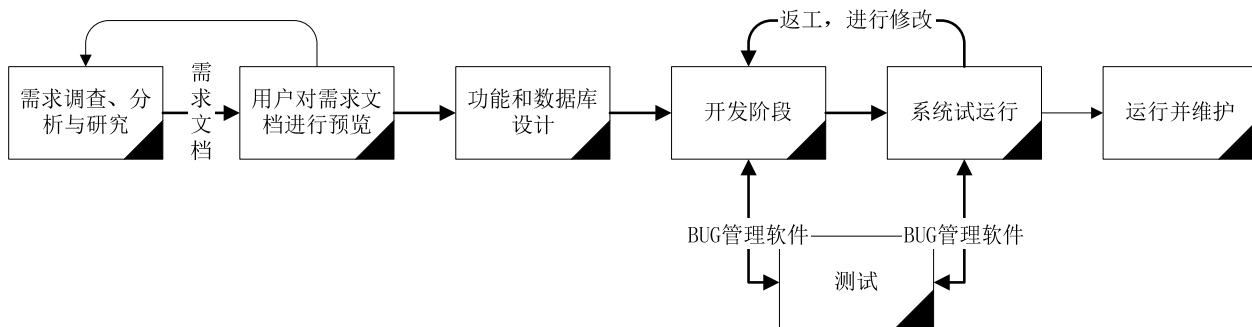 返工，进行修改
需求调查、分
析与研究
需求文档
用户对需求文
档进行预览
功能和数据库
设计
开发阶段
系统试运行
运行并维护
BUG管理软件
BUG管理软件
测试